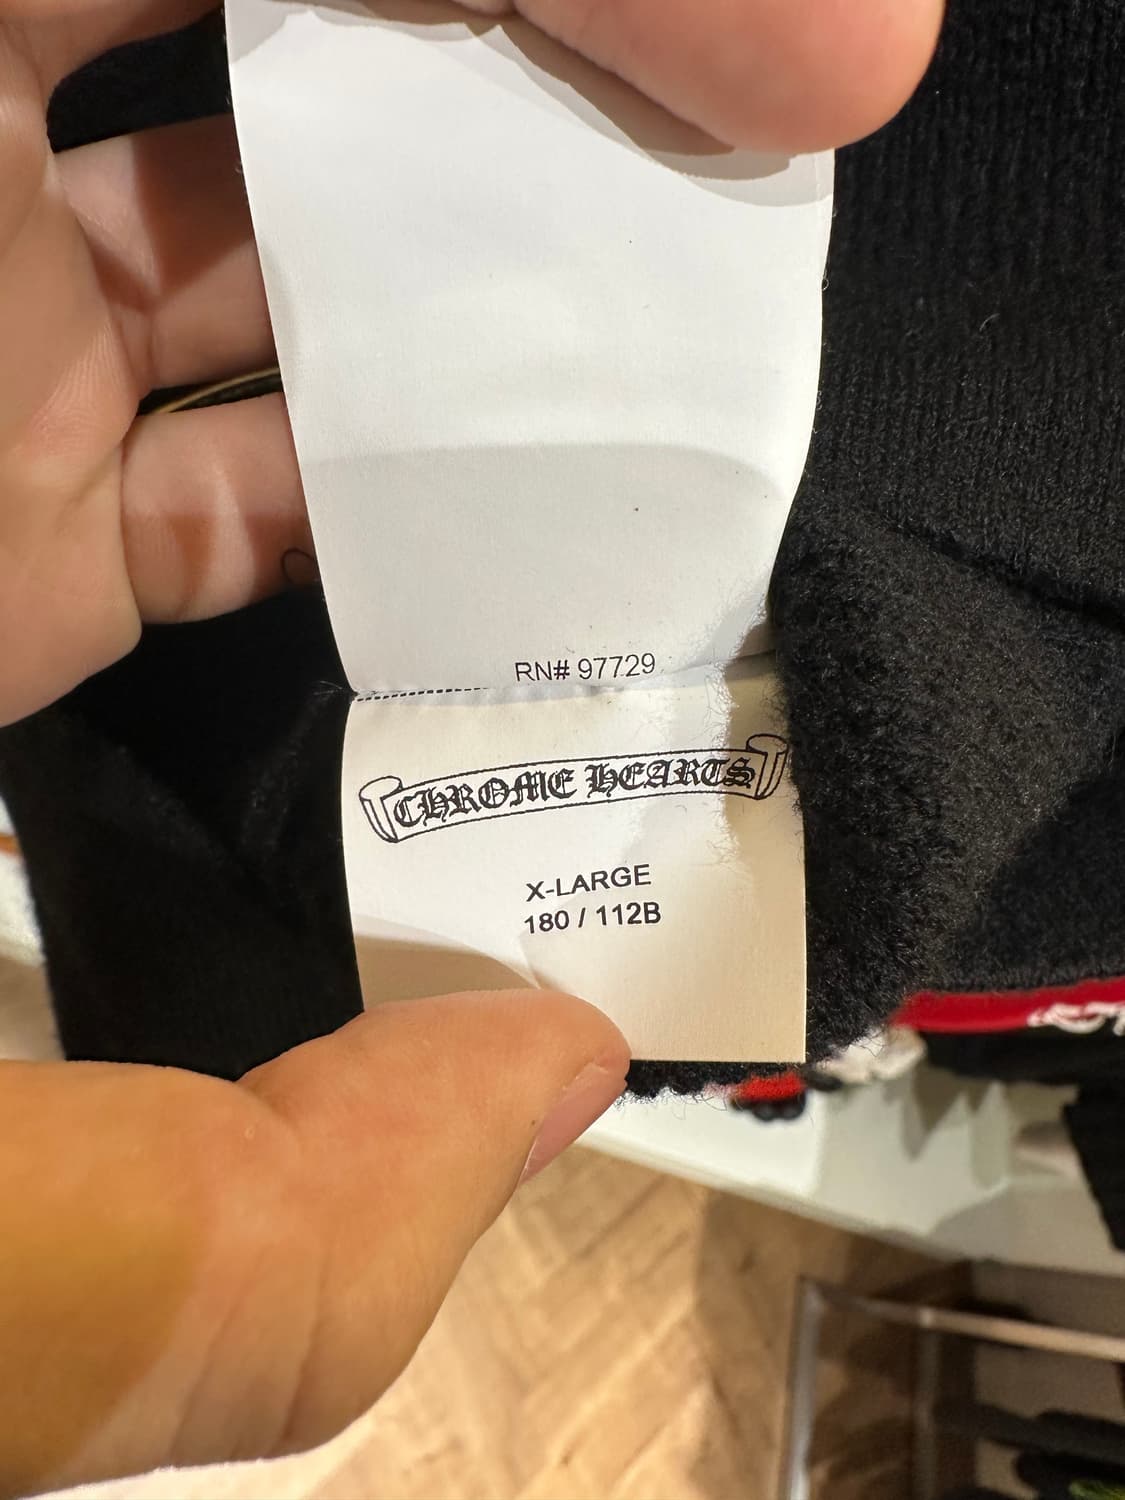 RN# 97729
CHROME HEARTS
X-LARGE
180 / 112B